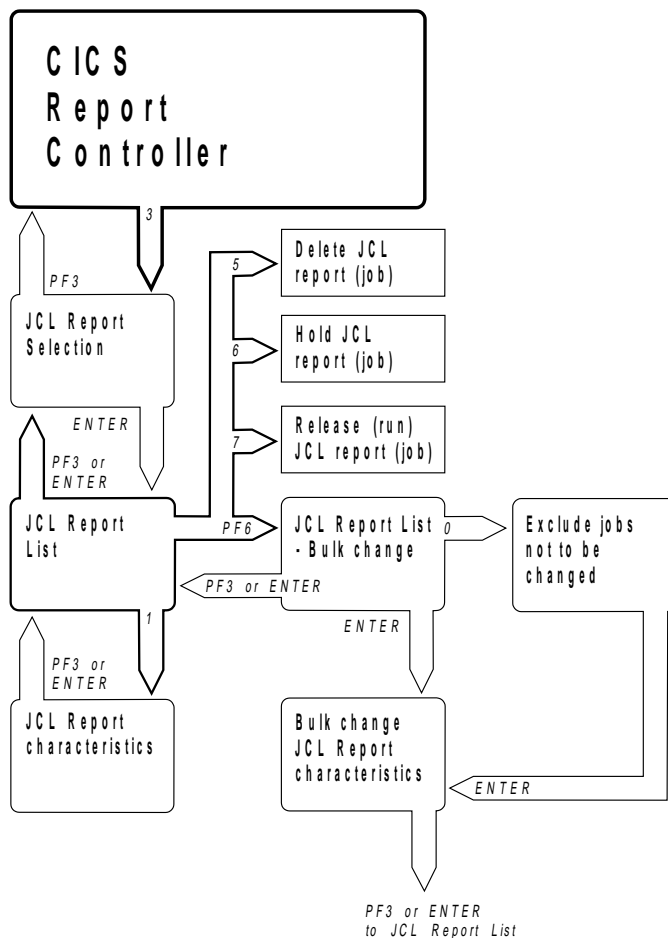 CICS
Report
Controller
3
PF3
JCL Report
Selection
5
Delete JCL
report (job)
6
Hold JCL
report (job)
ENTER
7
Release (run)
JCL report (job)
PF3 or
ENTER
JCL Report
List
PF6
JCL Report List
- Bulk change
0
Exclude jobs
not to be
changed
PF3 or ENTER
1
ENTER
PF3 or
ENTER
JCL Report
characteristics
Bulk change
JCL Report
characteristics
ENTER
PF3 or ENTER
to JCL Report List